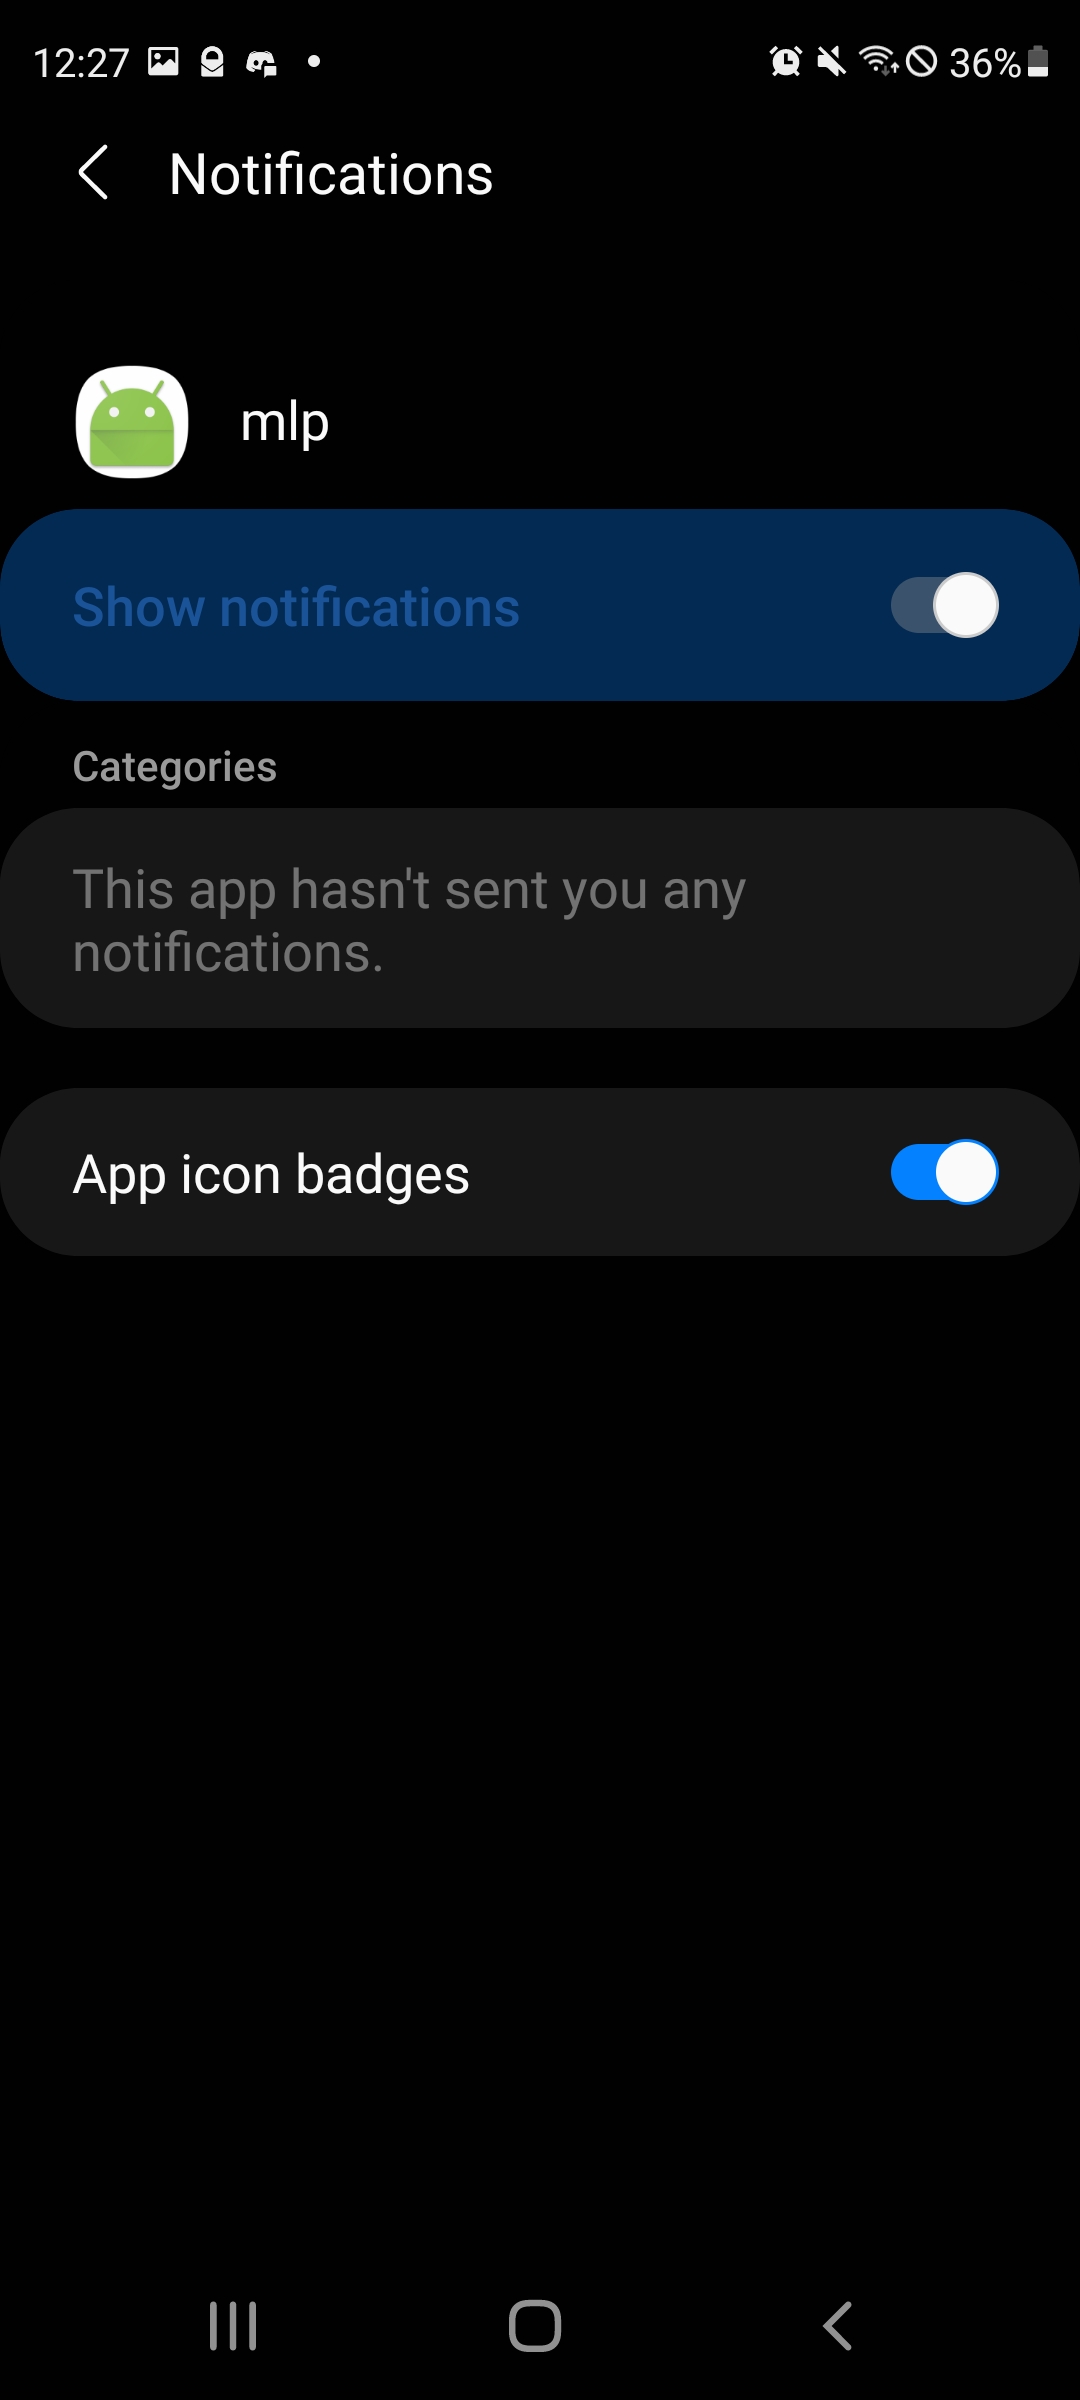 12:27
36%
Notifications
mlp
Show notifications
Categories
This app hasn't sent you any
notifications.
App icon badges